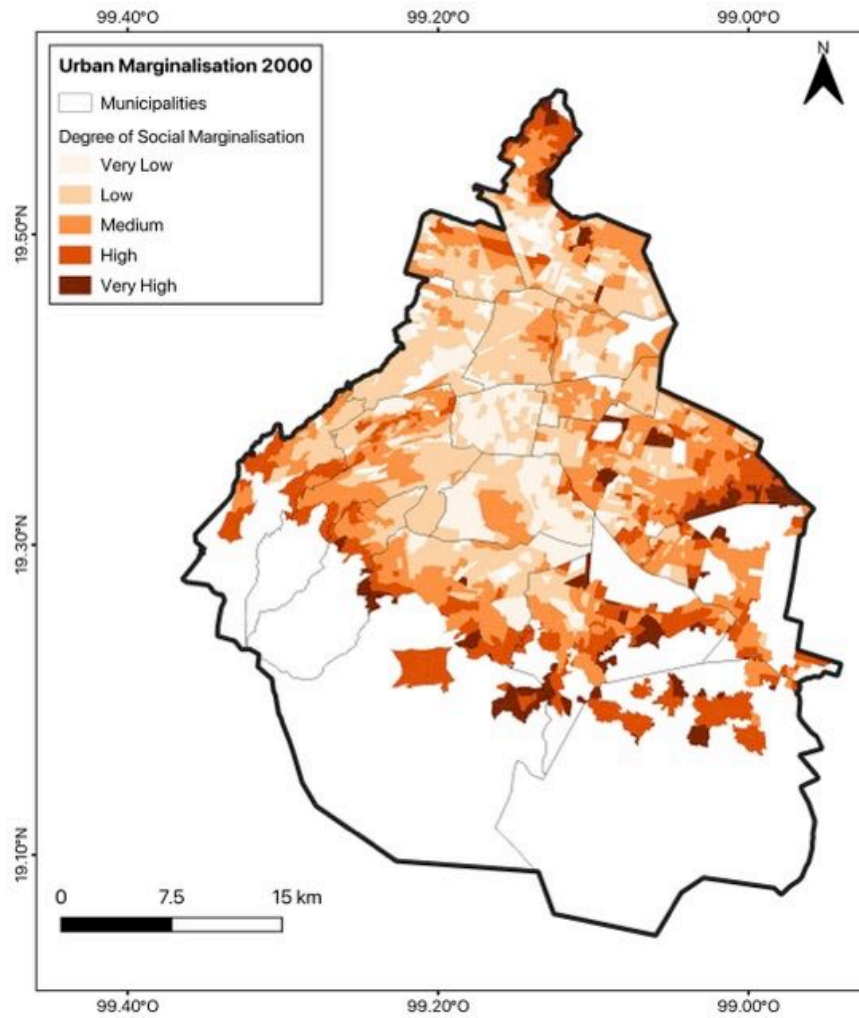 99.40°O 99.20°O 99.00°O
N
Urban Marginalisation 2000
Municipalities
Degree of Social Marginalisation
Very Low
Low
Medium
High
Very High
19.50°N
19.30°N
19.10°N
0 7.5 15 km
99.40°O 99.20°O 99.00°O